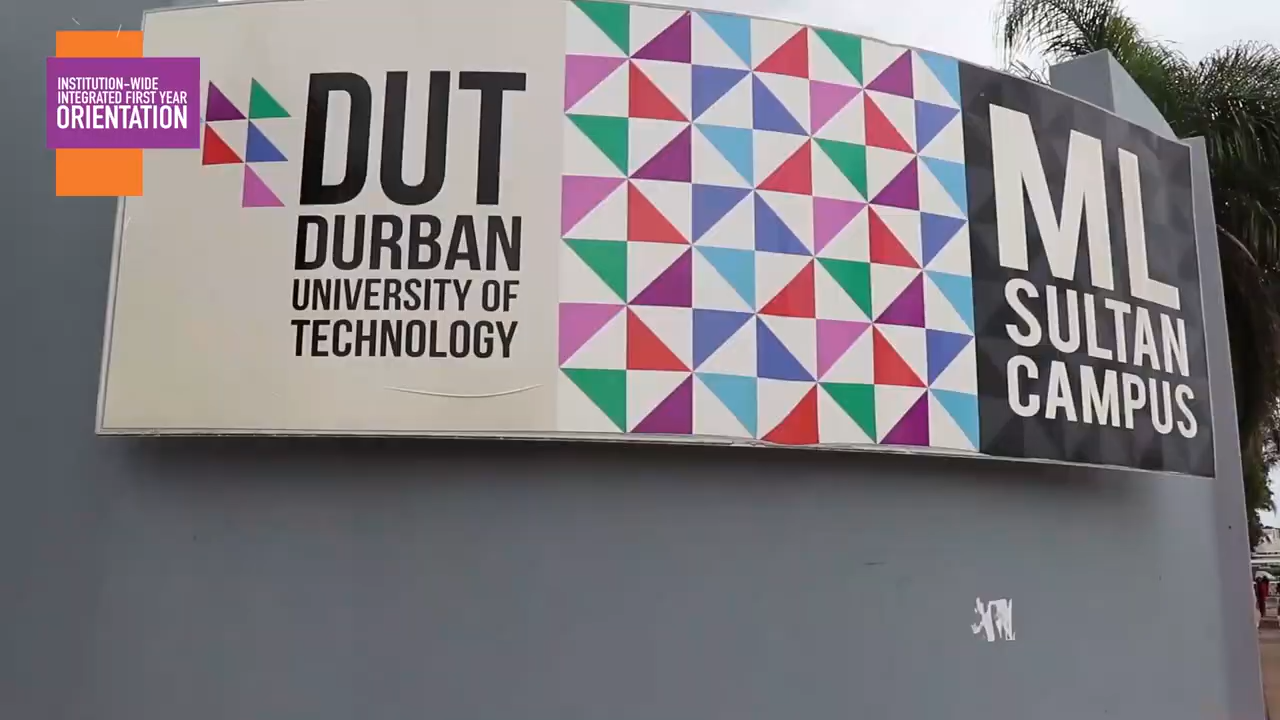 INSTITUTION-WIDE
INTEGRATED FIRST YEAR
ORIENTATION
DUT
DURBAN
UNIVERSITY OF
TECHNOLOGY
ML
SULTAN
CAMPUS